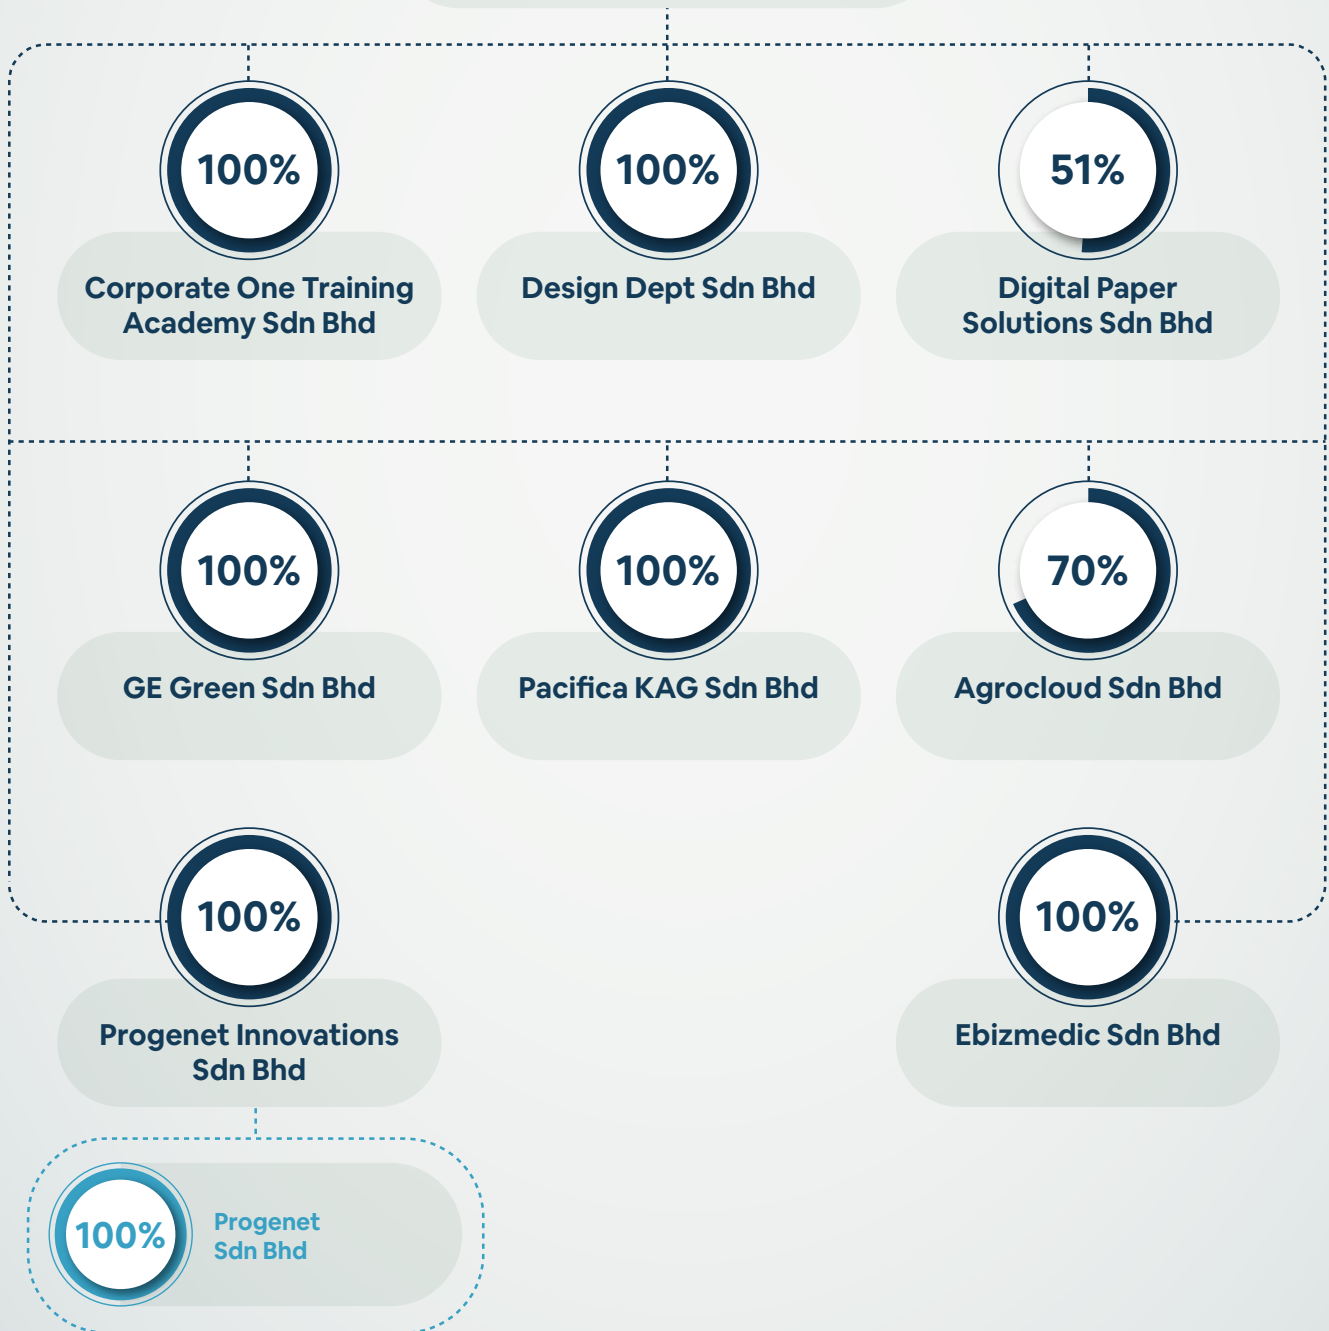 100%
Corporate One Training
Academy Sdn Bhd
100%
Design Dept Sdn Bhd
51%
Digital Paper
Solutions Sdn Bhd
100%
GE Green Sdn Bhd
100%
Pacifica KAG Sdn Bhd
70%
Agrocloud Sdn Bhd
100%
Progenet Innovations
Sdn Bhd
100%
Ebizmedic Sdn Bhd
100%
Progenet
Sdn Bhd